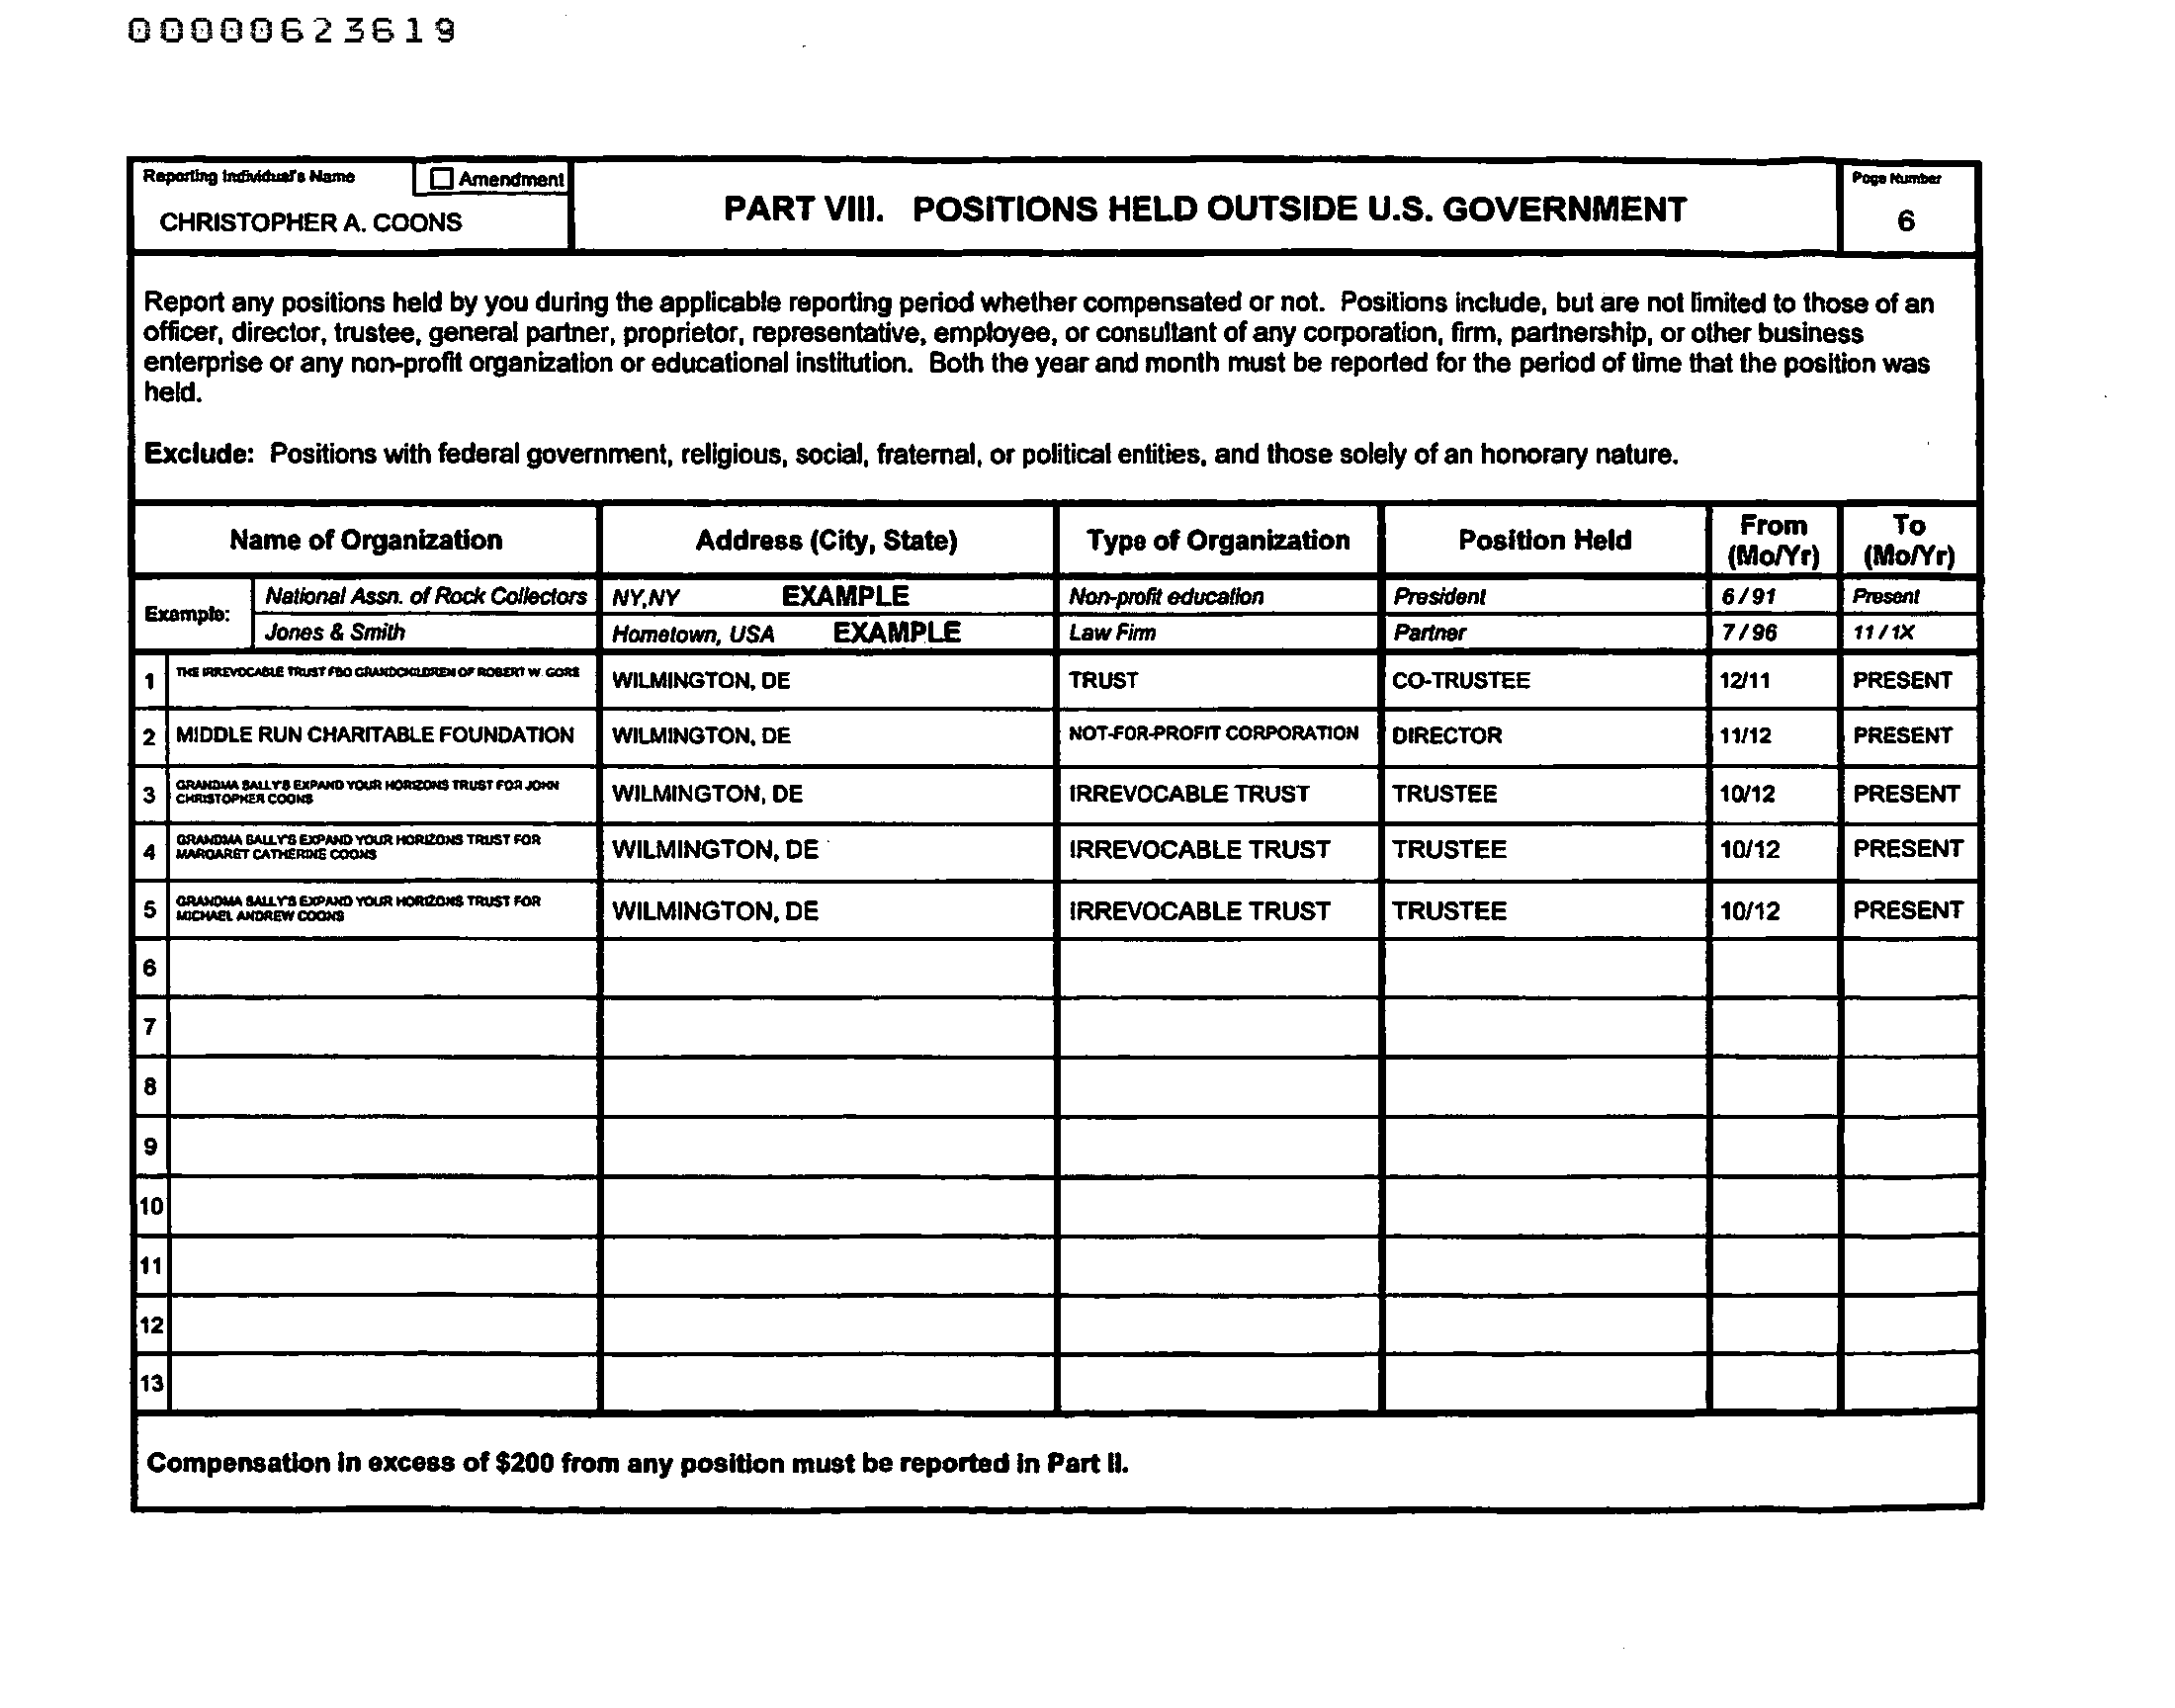 00000623619
Reporting Individual's Name
Amendment
CHRISTOPHER A. COONS
PART VIII. POSITIONS HELD OUTSIDE U.S. GOVERNMENT
Page Number
6
Report any positions held by you during the applicable reporting period whether compensated or not. Positions include, but are not limited to those of an
officer, director, trustee, general partner, proprietor, representative, employee, or consultant of any corporation, firm, partnership, or other business
enterprise or any non-profit organization or educational institution. Both the year and month must be reported for the period of time that the position was
held.
Exclude: Positions with federal government, religious, social, fraternal, or political entities, and those solely of an honorary nature.
Name of Organization Address (City, State) Type of Organization Position Held From (Mo/Yr) To (Mo/Yr)
Example:
National Assn. of Rock Collectors NY,NY EXAMPLE Non-profit education President 6/91 Present
Jones & Smith Hometown, USA EXAMPLE Law Firm Partner 7/96 11/1X
1 THE IRREVOCABLE TRUST FBO GRANDCHILDREN OF ROBERT W. GORE WILMINGTON, DE TRUST CO-TRUSTEE 12/11 PRESENT
2 MIDDLE RUN CHARITABLE FOUNDATION WILMINGTON, DE NOT-FOR-PROFIT CORPORATION DIRECTOR 11/12 PRESENT
3 GRANDMA SALLY'S EXPAND YOUR HORIZONS TRUST FOR JOHN
CHRISTOPHER COONS WILMINGTON, DE IRREVOCABLE TRUST TRUSTEE 10/12 PRESENT
4 GRANDMA SALLY'S EXPAND YOUR HORIZONS TRUST FOR
MARGARET CATHERINE COONS WILMINGTON, DE IRREVOCABLE TRUST TRUSTEE 10/12 PRESENT
5 GRANDMA SALLY'S EXPAND YOUR HORIZONS TRUST FOR
MICHAEL ANDREW COONS WILMINGTON, DE IRREVOCABLE TRUST TRUSTEE 10/12 PRESENT
6
7
8
9
10
11
12
13
Compensation in excess of $200 from any position must be reported in Part II.